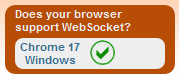 Does your browser
support WebSocket?
Chrome 17
Windows